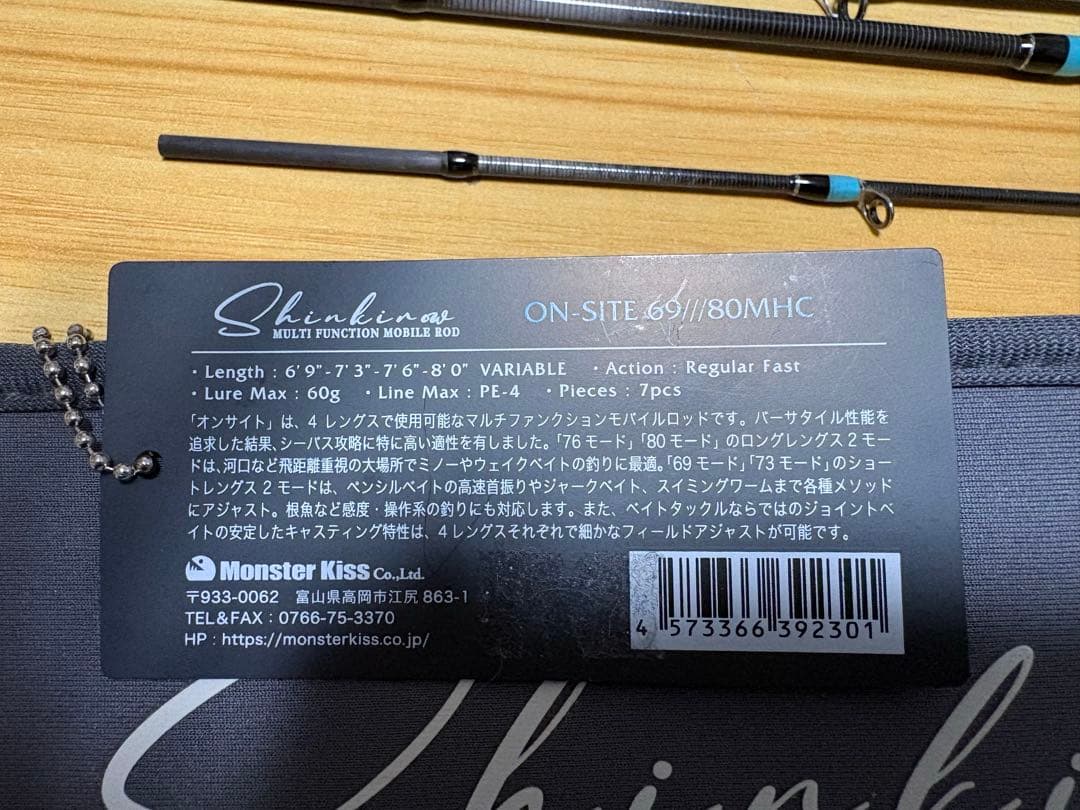 Shinkirow
MULTI FUNCTION MOBILE ROD
ON-SITE 69///80MHC
・Length : 6'9"-7'3"-7'6"-8'0" VARIABLE ・Action : Regular Fast
・Lure Max : 60g ・Line Max : PE-4 ・Pieces : 7pcs
「オンサイト」は、4レングスで使用可能なマルチファンクションモバイルロッドです。バーサタイル性能を
追求した結果、シーバス攻略に特に高い適性を有しました。「76モード」「80モード」のロングレングス2モー
ドは、河口など飛距離重視の大場所でミノーやウェイクベイトの釣りに最適。「69モード」「73モード」のショー
トレングス2モードは、ペンシルベイトの高速首振りやジャークベイト、スイミングワームまで各種メソッド
にアジャスト。根魚など感度・操作系の釣りにも対応します。また、ベイトタックルならではのジョイントベ
イトの安定したキャスティング特性は、4レングスそれぞれで細かなフィールドアジャストが可能です。
Monster Kiss Co.,Ltd.
〒933-0062 富山県高岡市江尻863-1
TEL&FAX : 0766-75-3370
HP : https://monsterkiss.co.jp/
4 573366 392301
Shinki